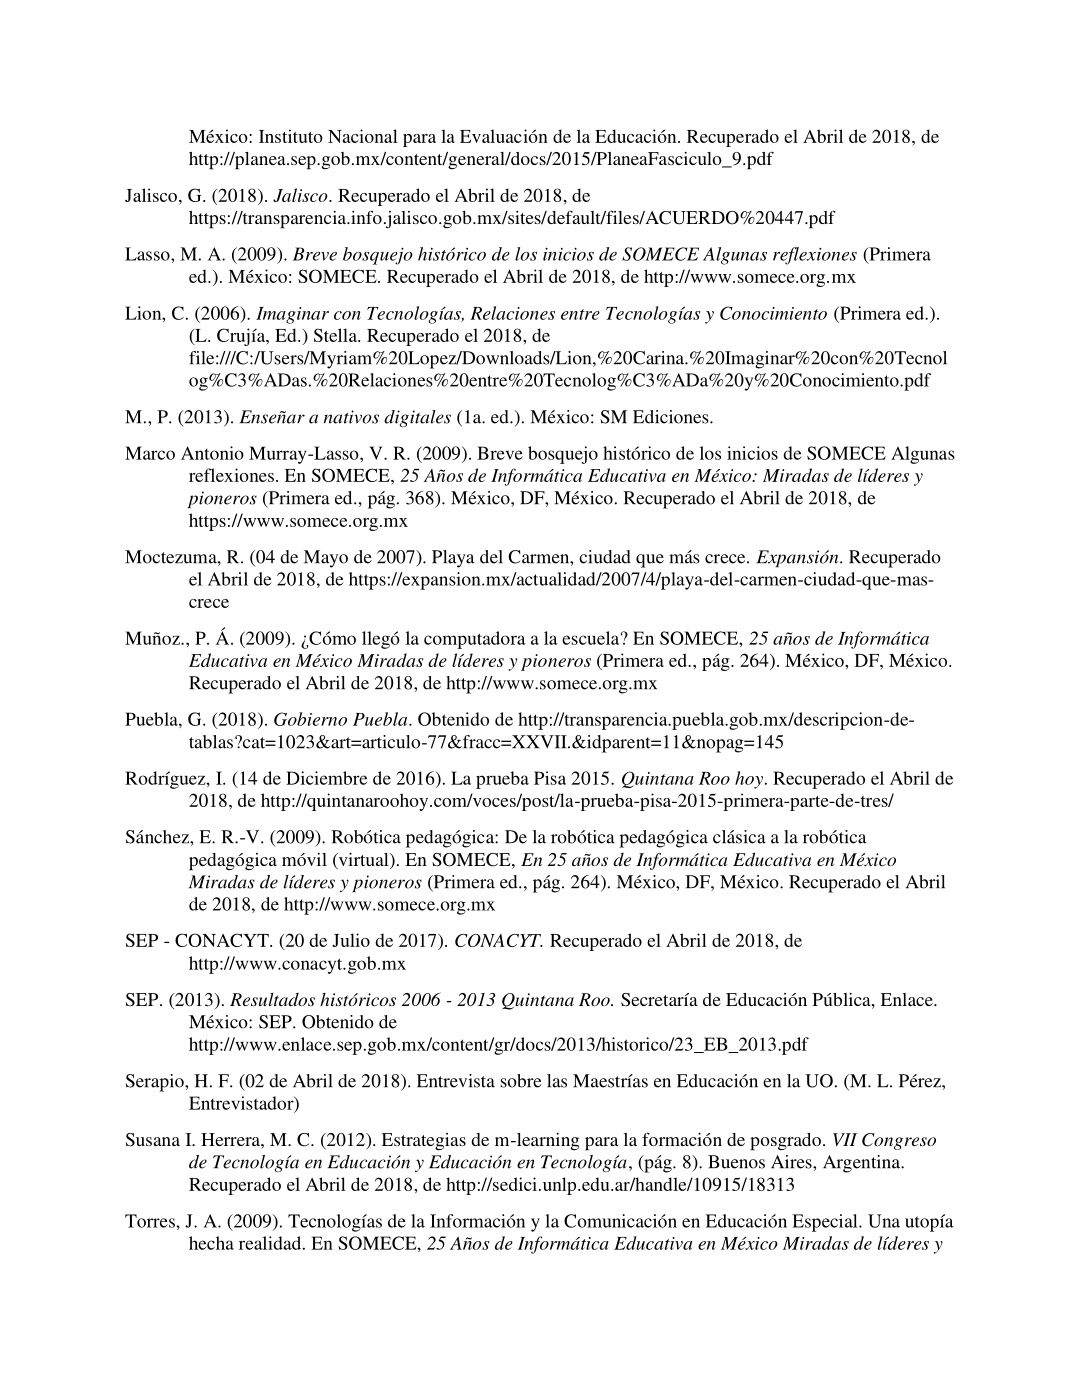 México: Instituto Nacional para la Evaluación de la Educación. Recuperado el Abril de 2018, de
http://planea.sep.gob.mx/content/general/docs/2015/PlaneaFasciculo_9.pdf
Jalisco, G. (2018). Jalisco. Recuperado el Abril de 2018, de
https://transparencia.info.jalisco.gob.mx/sites/default/files/ACUERDO%20447.pdf
Lasso, M. A. (2009). Breve bosquejo histórico de los inicios de SOMECE Algunas reflexiones (Primera
ed.). México: SOMECE. Recuperado el Abril de 2018, de http://www.somece.org.mx
Lion, C. (2006). Imaginar con Tecnologías, Relaciones entre Tecnologías y Conocimiento (Primera ed.).
(L. Crujía, Ed.) Stella. Recuperado el 2018, de
file:///C:/Users/Myriam%20Lopez/Downloads/Lion,%20Carina.%20Imaginar%20con%20Tecnol
og%C3%ADas.%20Relaciones%20entre%20Tecnolog%C3%ADa%20y%20Conocimiento.pdf
M., P. (2013). Enseñar a nativos digitales (1a. ed.). México: SM Ediciones.
Marco Antonio Murray-Lasso, V. R. (2009). Breve bosquejo histórico de los inicios de SOMECE Algunas
reflexiones. En SOMECE, 25 Años de Informática Educativa en México: Miradas de líderes y
pioneros (Primera ed., pág. 368). México, DF, México. Recuperado el Abril de 2018, de
https://www.somece.org.mx
Moctezuma, R. (04 de Mayo de 2007). Playa del Carmen, ciudad que más crece. Expansión. Recuperado
el Abril de 2018, de https://expansion.mx/actualidad/2007/4/playa-del-carmen-ciudad-que-mas-
crece
Muñoz., P. Á. (2009). ¿Cómo llegó la computadora a la escuela? En SOMECE, 25 años de Informática
Educativa en México Miradas de líderes y pioneros (Primera ed., pág. 264). México, DF, México.
Recuperado el Abril de 2018, de http://www.somece.org.mx
Puebla, G. (2018). Gobierno Puebla. Obtenido de http://transparencia.puebla.gob.mx/descripcion-de-
tablas?cat=1023&art=articulo-77&fracc=XXVII.&idparent=11&nopag=145
Rodríguez, I. (14 de Diciembre de 2016). La prueba Pisa 2015. Quintana Roo hoy. Recuperado el Abril de
2018, de http://quintanaroohoy.com/voces/post/la-prueba-pisa-2015-primera-parte-de-tres/
Sánchez, E. R.-V. (2009). Robótica pedagógica: De la robótica pedagógica clásica a la robótica
pedagógica móvil (virtual). En SOMECE, En 25 años de Informática Educativa en México
Miradas de líderes y pioneros (Primera ed., pág. 264). México, DF, México. Recuperado el Abril
de 2018, de http://www.somece.org.mx
SEP - CONACYT. (20 de Julio de 2017). CONACYT. Recuperado el Abril de 2018, de
http://www.conacyt.gob.mx
SEP. (2013). Resultados históricos 2006 - 2013 Quintana Roo. Secretaría de Educación Pública, Enlace.
México: SEP. Obtenido de
http://www.enlace.sep.gob.mx/content/gr/docs/2013/historico/23_EB_2013.pdf
Serapio, H. F. (02 de Abril de 2018). Entrevista sobre las Maestrías en Educación en la UO. (M. L. Pérez,
Entrevistador)
Susana I. Herrera, M. C. (2012). Estrategias de m-learning para la formación de posgrado. VII Congreso
de Tecnología en Educación y Educación en Tecnología, (pág. 8). Buenos Aires, Argentina.
Recuperado el Abril de 2018, de http://sedici.unlp.edu.ar/handle/10915/18313
Torres, J. A. (2009). Tecnologías de la Información y la Comunicación en Educación Especial. Una utopía
hecha realidad. En SOMECE, 25 Años de Informática Educativa en México Miradas de líderes y